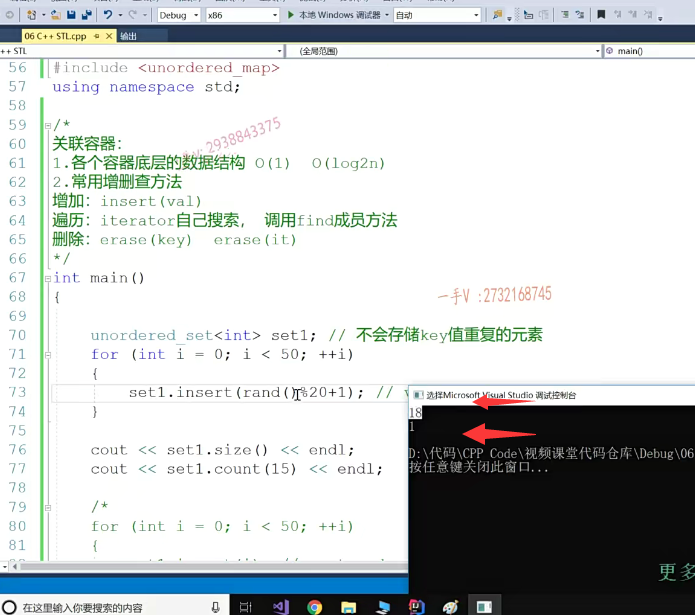 Debug
x86
本地 Windows 调试器
自动
06 C++ STL.cpp
输出
++ STL
(全局范围)
main()
56 #include <unordered_map>
57 using namespace std;
58
59 /*
60 关联容器:
61 1.各个容器底层的数据结构 O(1) O(log2n)
62 2.常用增删查方法
63 增加: insert(val)
64 遍历: iterator自己搜索, 调用find成员方法
65 删除: erase(key) erase(it)
66 */
67 int main()
68 {
69
70 unordered_set<int> set1; // 不会存储key值重复的元素
71 for (int i = 0; i < 50; ++i)
72 {
73 set1.insert(rand()%20+1); //
74 }
75
76 cout << set1.size() << endl;
77 cout << set1.count(15) << endl;
78
79 /*
80 for (int i = 0; i < 50; ++i)
81 {
2938843375
一手V :2732168745
选择Microsoft Visual Studio 调试控制台
18
1
D:\代码\CPP Code\视频课堂代码仓库\Debug\06
按任意键关闭此窗口...
更多
在这里输入你要搜索的内容